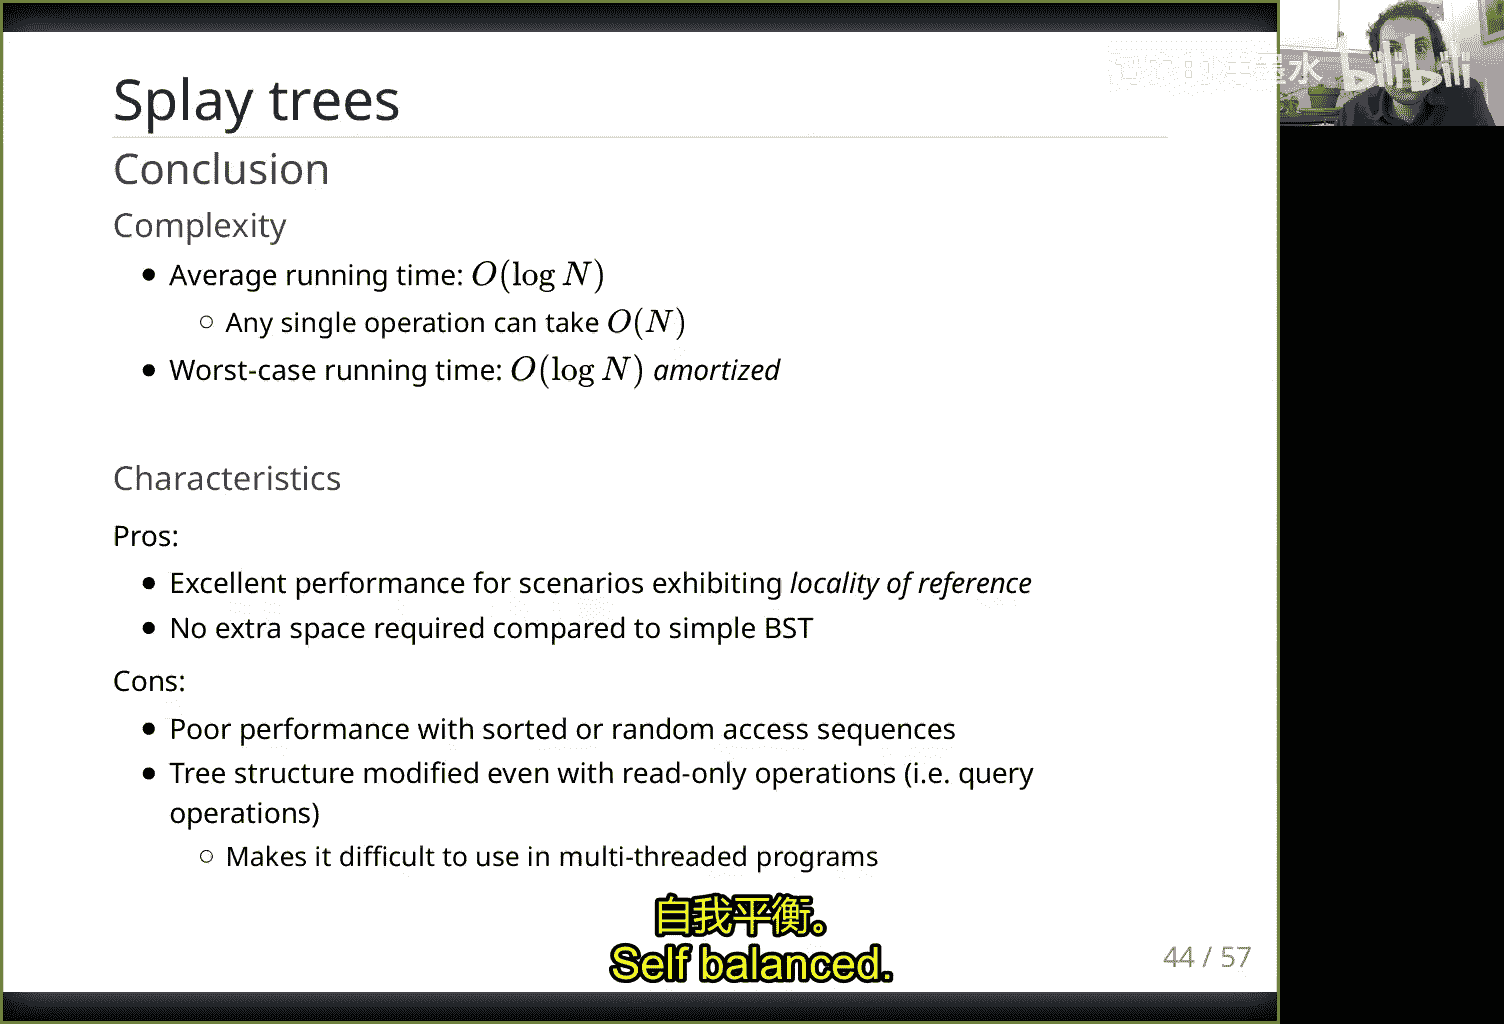 Splay trees
Conclusion
Complexity
● Average running time: O(log N)
○ Any single operation can take O(N)
● Worst-case running time: O(log N) amortized
Characteristics
Pros:
● Excellent performance for scenarios exhibiting locality of reference
● No extra space required compared to simple BST
Cons:
● Poor performance with sorted or random access sequences
● Tree structure modified even with read-only operations (i.e. query
operations)
○ Makes it difficult to use in multi-threaded programs
自我平衡。
Self balanced.
44 / 57
bilibili